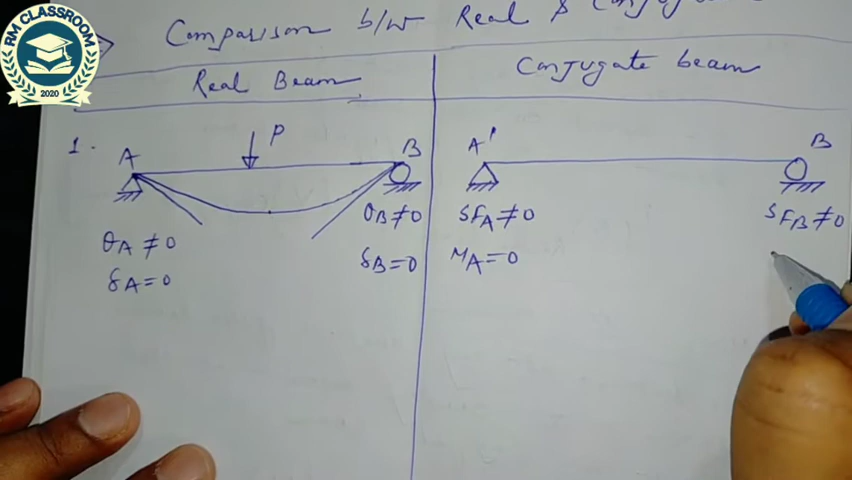 RM CLASSROOM
2020
Comparison b/w Real &
Real Beam
Conjugate beam
1.
A
P
B
θA ≠ 0
δA = 0
θB ≠ 0
δB = 0
A'
B
SFA ≠ 0
MA = 0
SFB ≠ 0